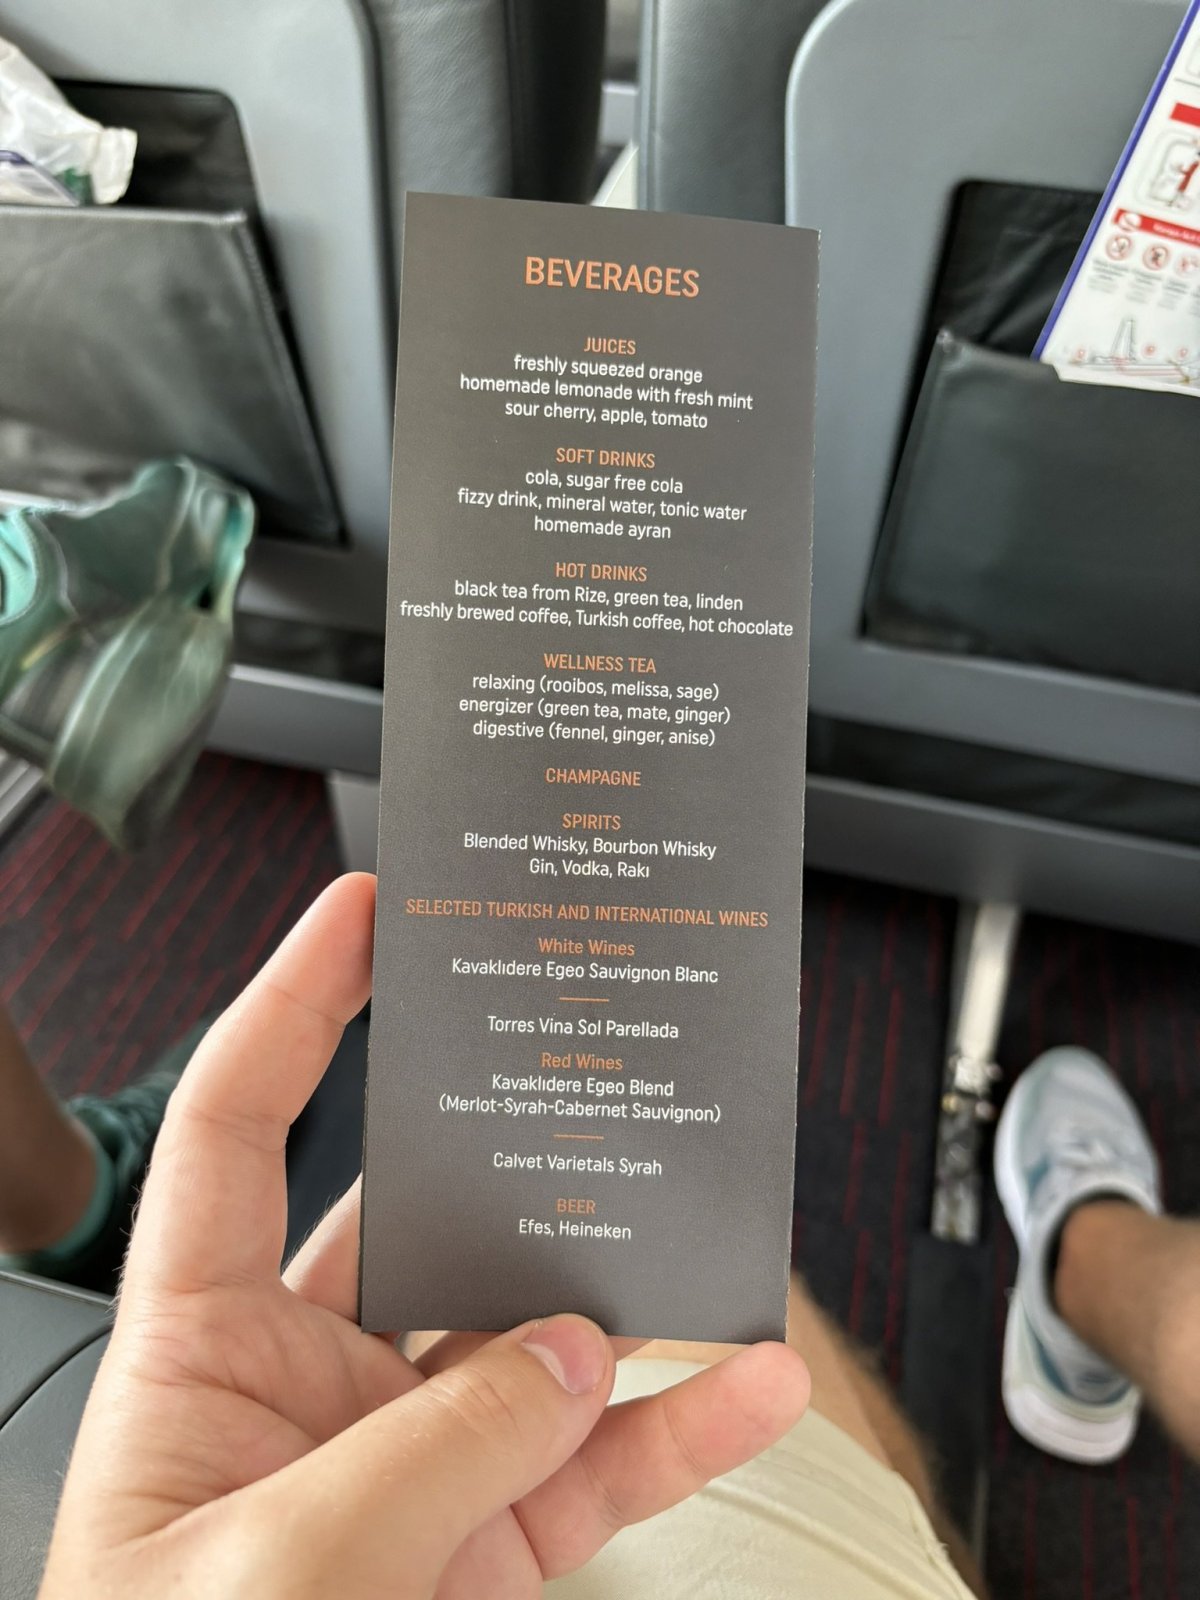 BEVERAGES
JUICES
freshly squeezed orange
homemade lemonade with fresh mint
sour cherry, apple, tomato
SOFT DRINKS
cola, sugar free cola
fizzy drink, mineral water, tonic water
homemade ayran
HOT DRINKS
black tea from Rize, green tea, linden
freshly brewed coffee, Turkish coffee, hot chocolate
WELLNESS TEA
relaxing (rooibos, melissa, sage)
energizer (green tea, mate, ginger)
digestive (fennel, ginger, anise)
CHAMPAGNE
SPIRITS
Blended Whisky, Bourbon Whisky
Gin, Vodka, Rakı
SELECTED TURKISH AND INTERNATIONAL WINES
White Wines
Kavaklıdere Egeo Sauvignon Blanc
Torres Vina Sol Parellada
Red Wines
Kavaklıdere Egeo Blend
(Merlot-Syrah-Cabernet Sauvignon)
Calvet Varietals Syrah
BEER
Efes, Heineken